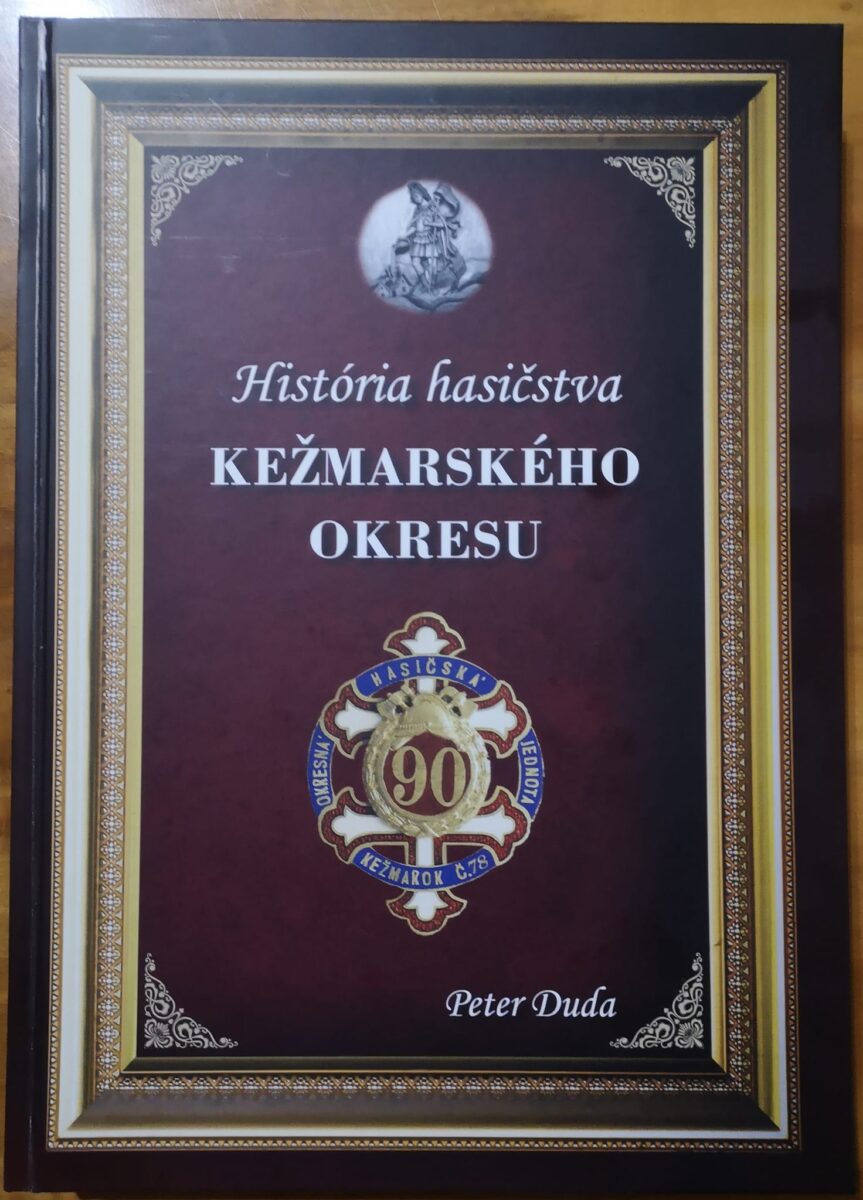 História hasičstva
KEŽMARSKÉHO
OKRESU
HASIČSKÁ
OKRESNÁ
JEDNOTA
90
KEŽMAROK Č.78
Peter Duda